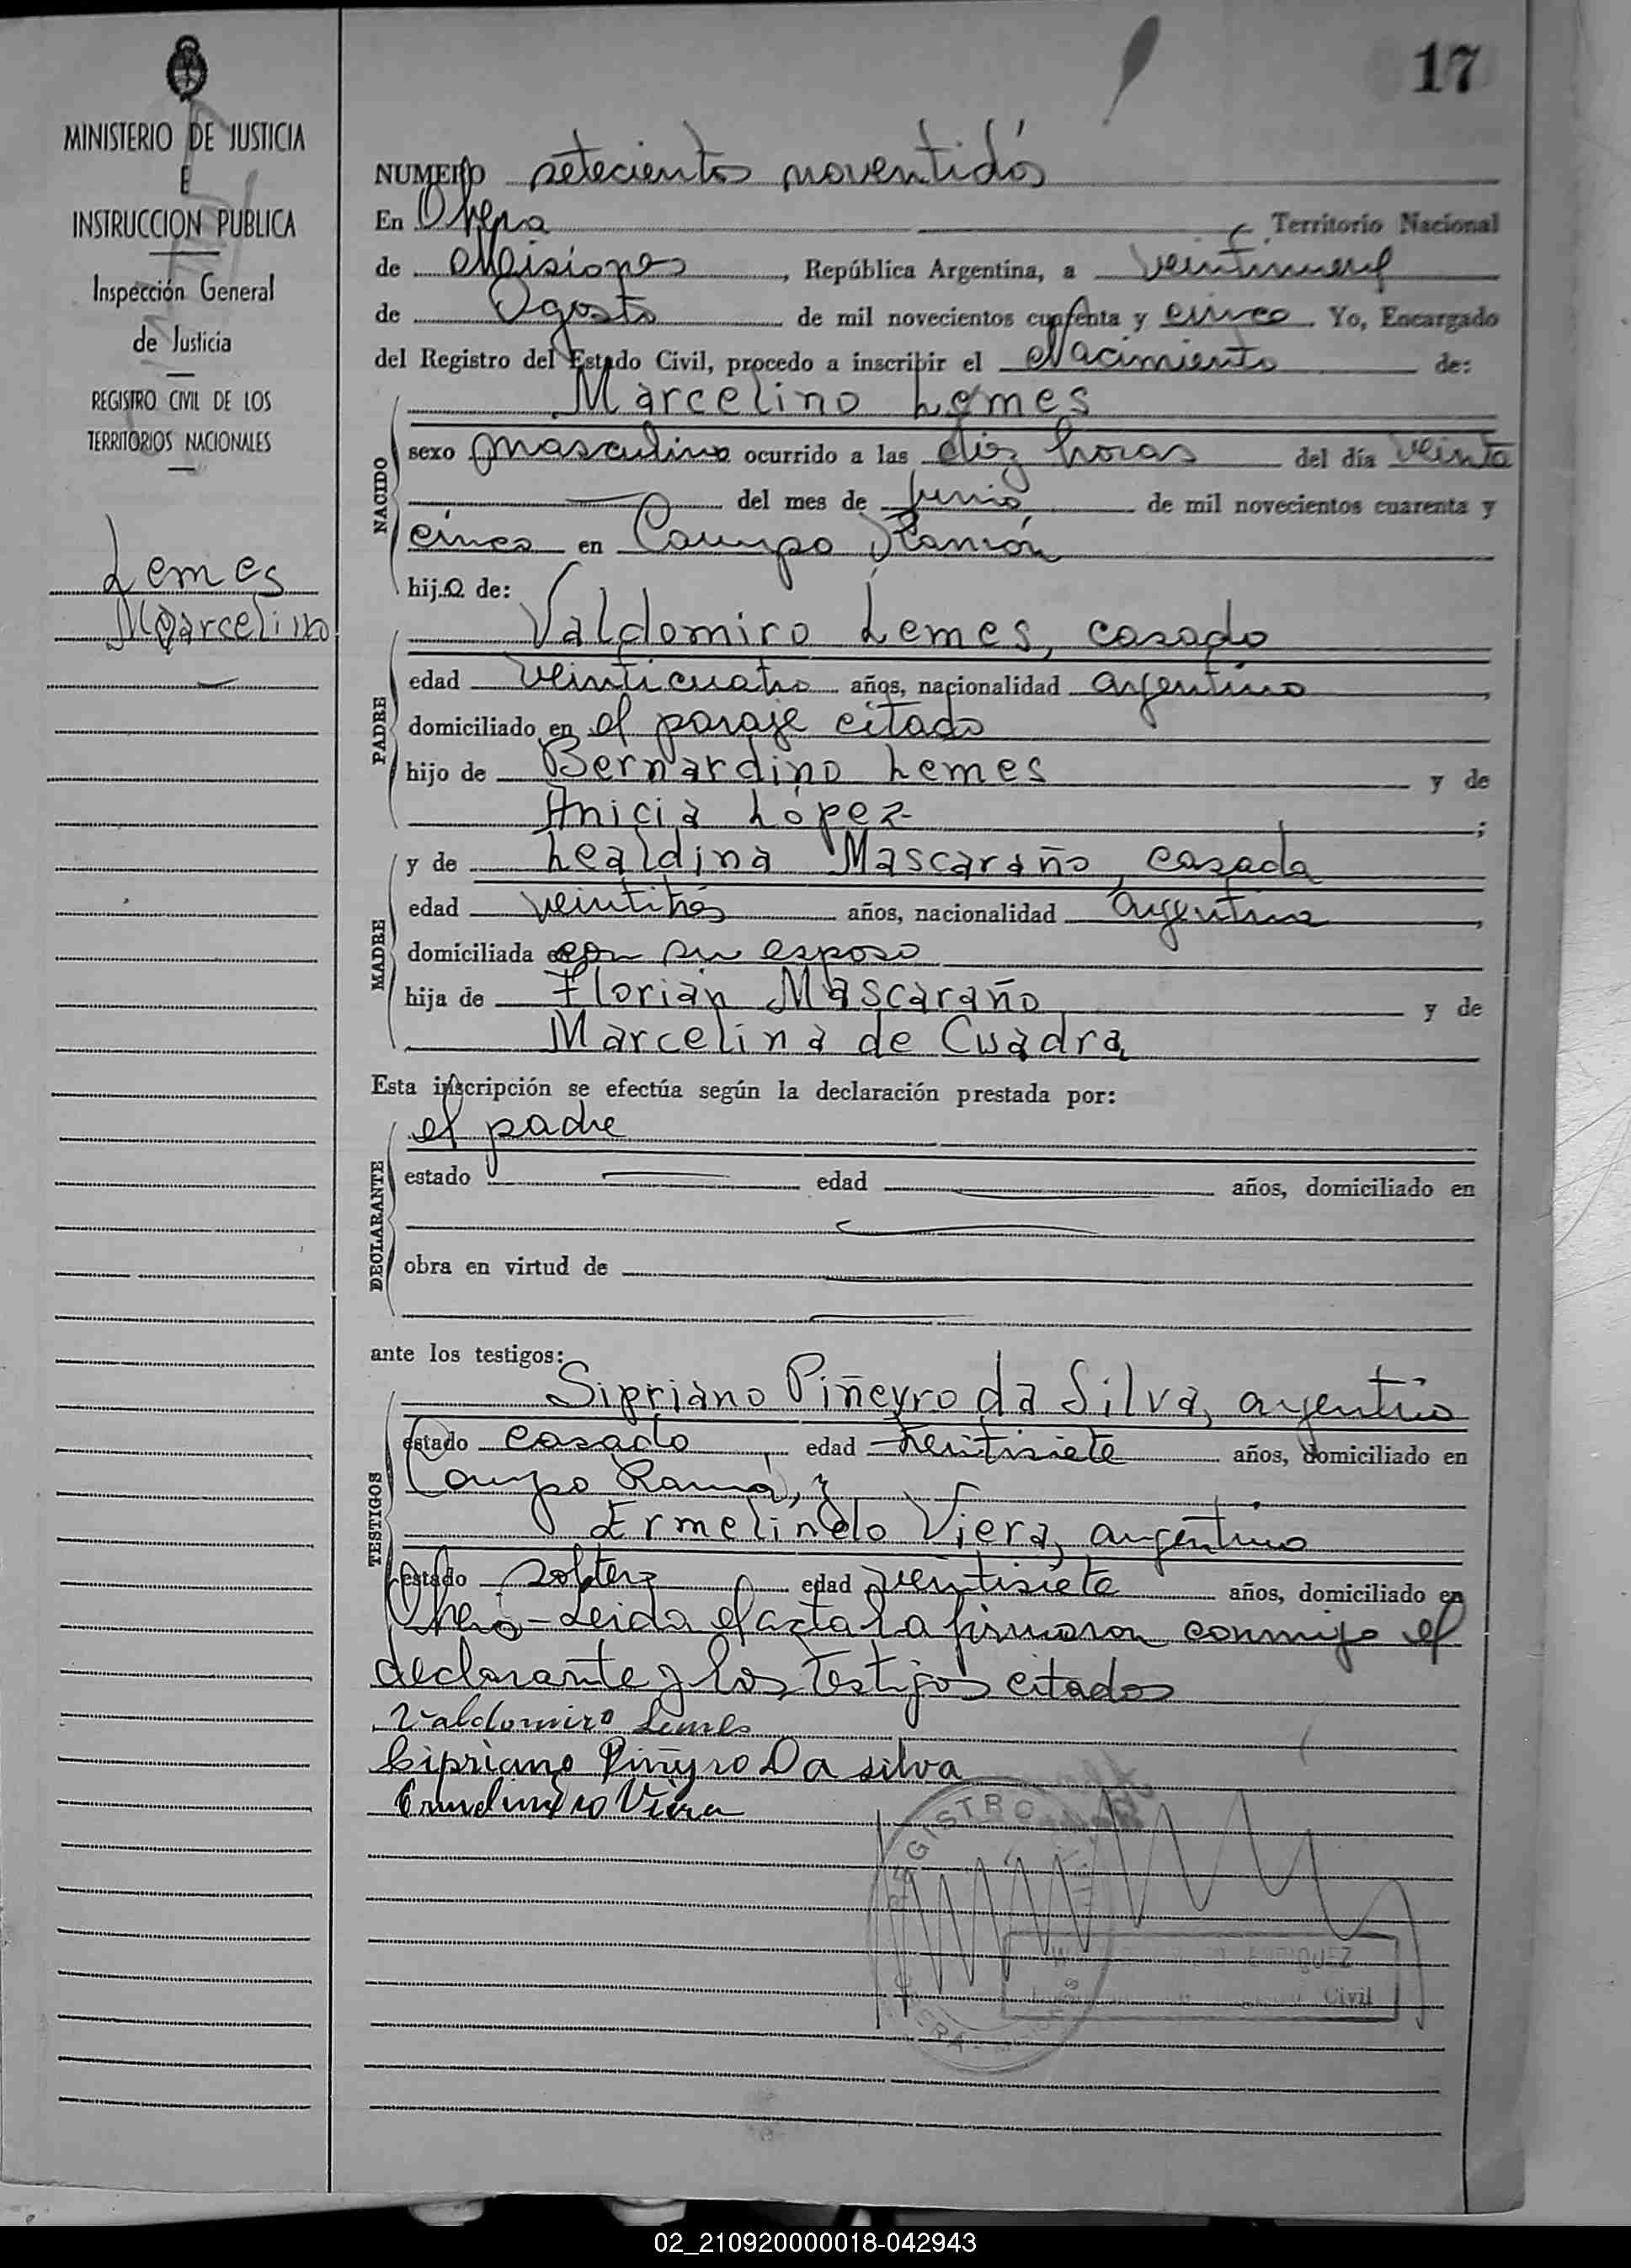 17
MINISTERIO DE JUSTICIA
E
INSTRUCCION PUBLICA
Inspección General
de Justicia
REGISTRO CIVIL DE LOS
TERRITORIOS NACIONALES
Lemes
Marcelino
NUMERO setecientos noventidós
En Obera Territorio Nacional
de Misiones, República Argentina, a veintinueve
de Agosto de mil novecientos cuarenta y cinco. Yo, Encargado
del Registro del Estado Civil, procedo a inscribir el Nacimiento de:
NACIDO
Marcelino Lemes
sexo masculino ocurrido a las diez horas del día veinte
del mes de junio de mil novecientos cuarenta y
cinco en Campo Ramón
hijo de:
PADRE
Valdomiro Lemes, casado
edad veinticuatro años, nacionalidad argentino,
domiciliado en el paraje citado
hijo de Bernardino Lemes y de
Anicia López;
MADRE
y de Lealdina Mascaraño, casada
edad veintitrés años, nacionalidad argentina,
domiciliada con su esposo
hija de Florian Mascaraño y de
Marcelina de Cuadra
Esta inscripción se efectúa según la declaración prestada por:
DECLARANTE
el padre
estado edad años, domiciliado en
obra en virtud de
ante los testigos:
TESTIGOS
Sipriano Piñeyro da Silva, argentino
estado casado, edad treintisiete años, domiciliado en
Campo Ramón, y
Ermelindo Viera, argentino
estado soltero edad veintisiete años, domiciliado en
Obera - Leida el acta la firmaron conmigo el
declarante y los testigos citados
Valdomiro Lemes
Cipriano Piñeyro Da silva
Ermelindo Viera
REGISTRO
Civil
02_210920000018-042943